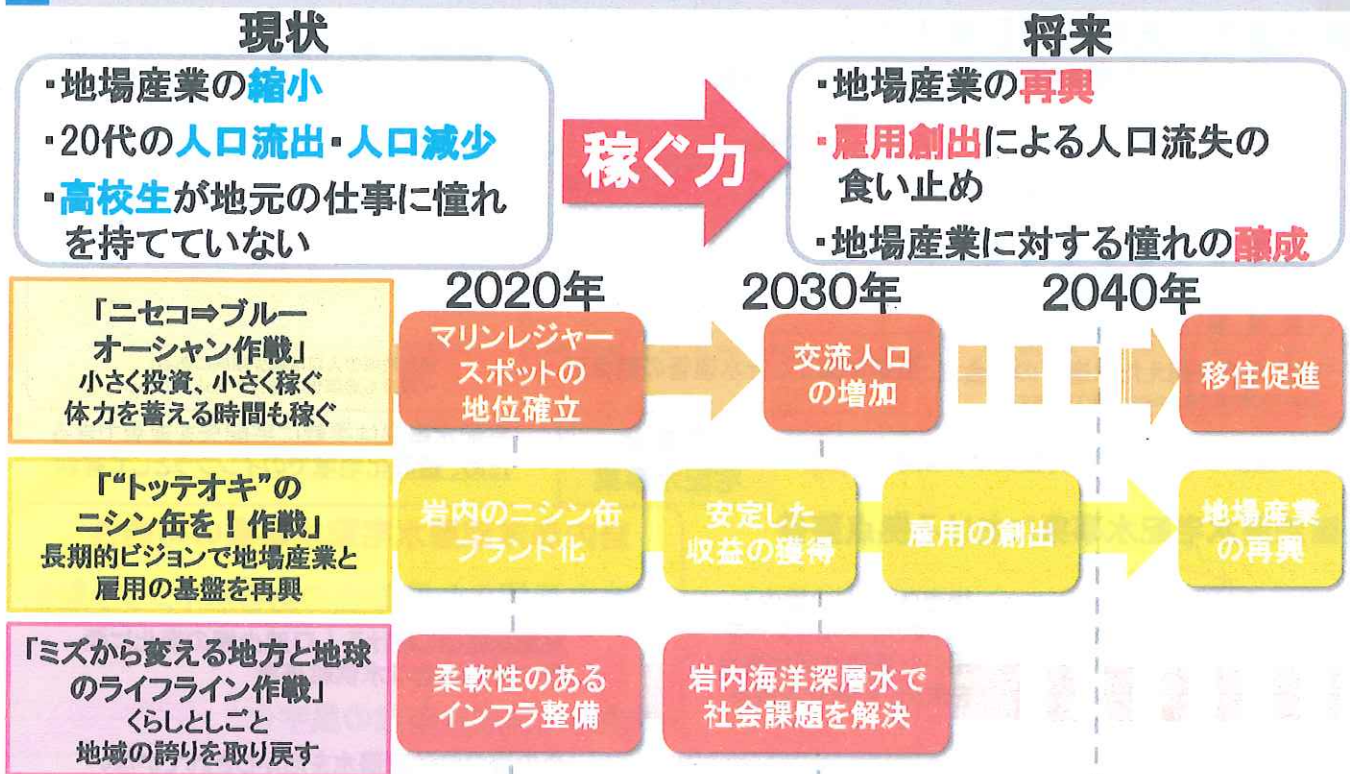 現状
・地場産業の縮小
・20代の人口流出・人口減少
・高校生が地元の仕事に憧れ
を持てていない
稼ぐ力
将来
・地場産業の再興
・雇用創出による人口流失の
食い止め
・地場産業に対する憧れの醸成
2020年
2030年
2040年
「ニセコ⇒ブルー
オーシャン作戦」
小さく投資、小さく稼ぐ
体力を蓄える時間も稼ぐ
マリンレジャー
スポットの
地位確立
交流人口
の増加
移住促進
「“トッテオキ”の
ニシン缶を！作戦」
長期的ビジョンで地場産業と
雇用の基盤を再興
岩内のニシン缶
ブランド化
安定した
収益の獲得
雇用の創出
地場産業
の再興
「ミズから変える地方と地球
のライフライン作戦」
くらしとしごと
地域の誇りを取り戻す
柔軟性のある
インフラ整備
岩内海洋深層水で
社会課題を解決